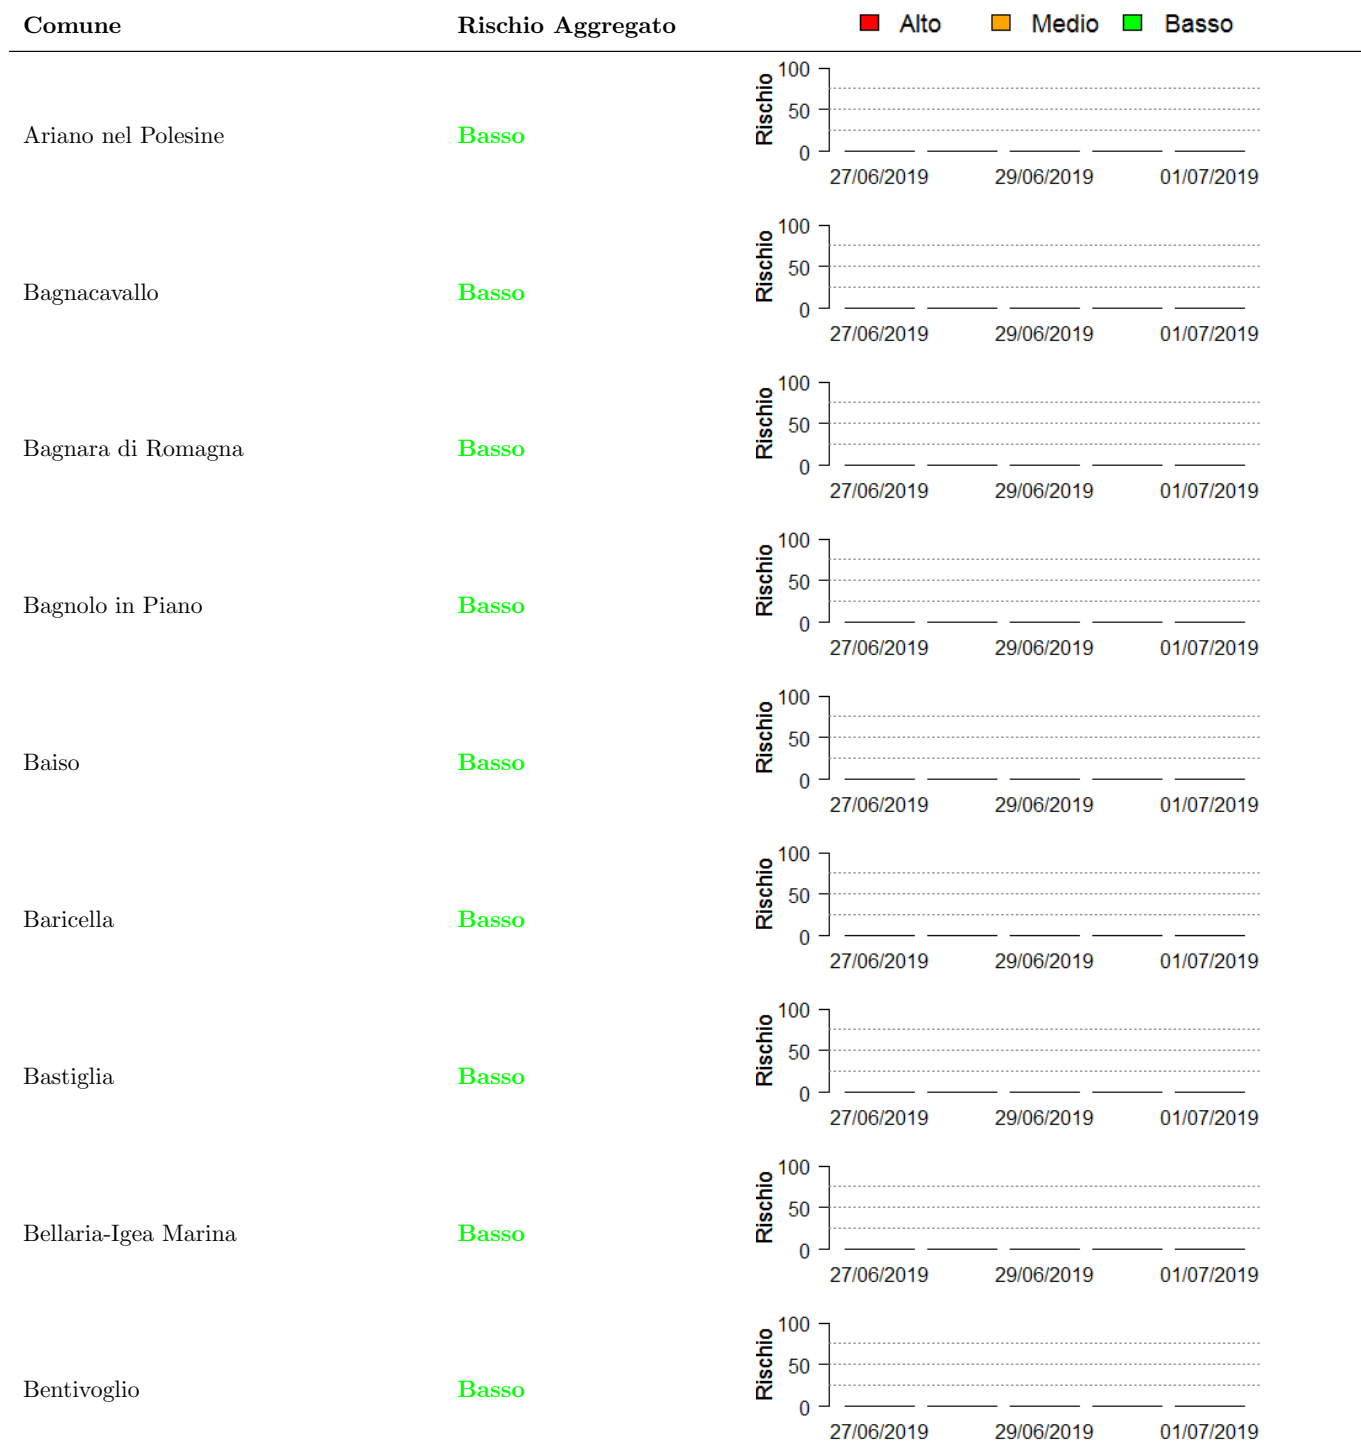 Comune Rischio Aggregato Alto Medio Basso
100
50
0
Rischio
Ariano nel Polesine Basso
27/06/2019 29/06/2019 01/07/2019
100
50
0
Rischio
Bagnacavallo Basso
27/06/2019 29/06/2019 01/07/2019
100
50
0
Rischio
Bagnara di Romagna Basso
27/06/2019 29/06/2019 01/07/2019
100
50
0
Rischio
Bagnolo in Piano Basso
27/06/2019 29/06/2019 01/07/2019
100
50
0
Rischio
Baiso Basso
27/06/2019 29/06/2019 01/07/2019
100
50
0
Rischio
Baricella Basso
27/06/2019 29/06/2019 01/07/2019
100
50
0
Rischio
Bastiglia Basso
27/06/2019 29/06/2019 01/07/2019
100
50
0
Rischio
Bellaria-Igea Marina Basso
27/06/2019 29/06/2019 01/07/2019
100
50
0
Rischio
Bentivoglio Basso
27/06/2019 29/06/2019 01/07/2019